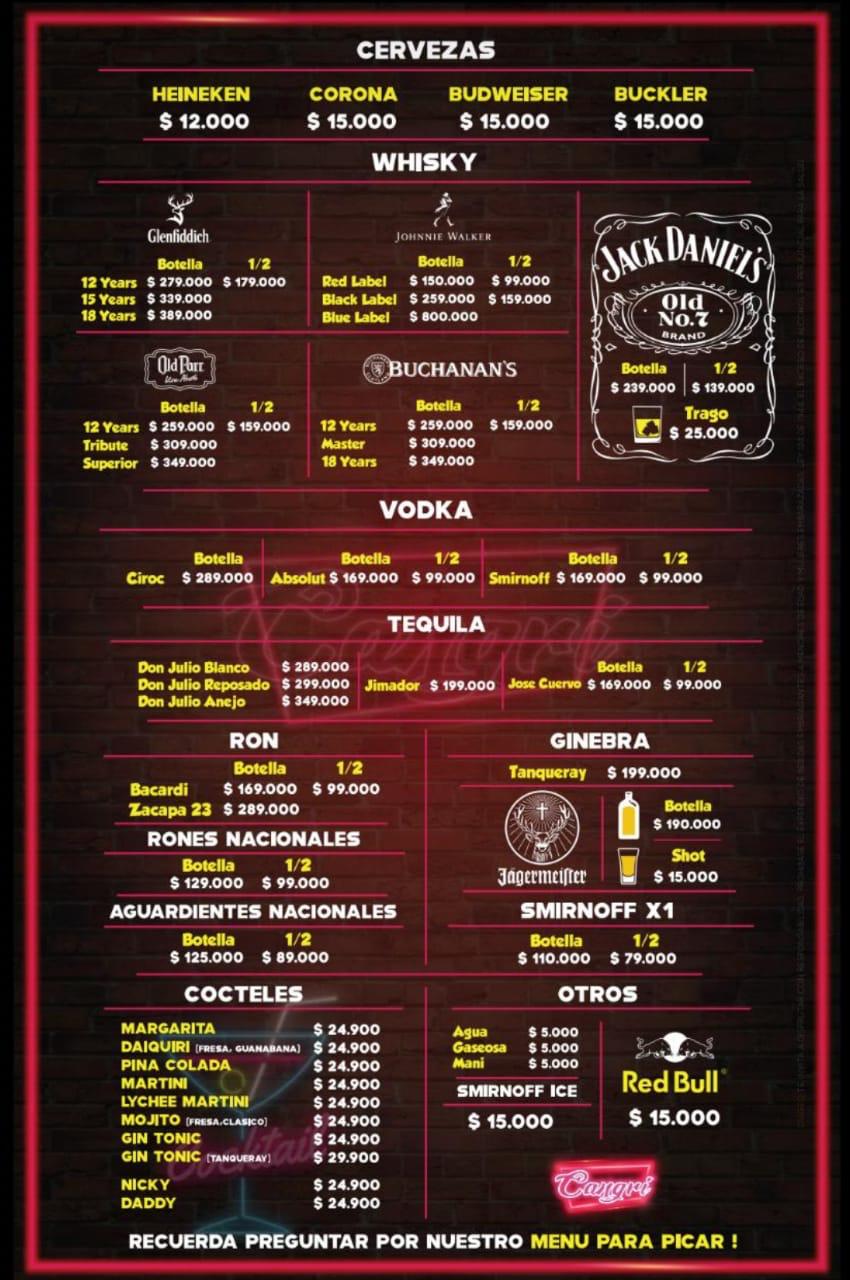 CERVEZAS
HEINEKEN CORONA BUDWEISER BUCKLER
$ 12.000 $ 15.000 $ 15.000 $ 15.000
WHISKY
Glenfiddich
Botella 1/2
12 Years $ 279.000 $ 179.000
15 Years $ 339.000
18 Years $ 389.000
JOHNNIE WALKER
Botella 1/2
Red Label $ 150.000 $ 99.000
Black Label $ 259.000 $ 159.000
Blue Label $ 800.000
JACK DANIEL'S
Old
No.7
BRAND
Botella 1/2
$ 239.000 $ 139.000
Trago
$ 25.000
Old Parr
Botella 1/2
12 Years $ 259.000 $ 159.000
Tribute $ 309.000
Superior $ 349.000
BUCHANAN'S
Botella 1/2
12 Years $ 259.000 $ 159.000
Master $ 309.000
18 Years $ 349.000
VODKA
Botella
Ciroc $ 289.000
Botella 1/2
Absolut $ 169.000 $ 99.000
Botella 1/2
Smirnoff $ 169.000 $ 99.000
TEQUILA
Don Julio Blanco $ 289.000
Don Julio Reposado $ 299.000
Don Julio Anejo $ 349.000
Jimador $ 199.000
Botella 1/2
Jose Cuervo $ 169.000 $ 99.000
RON
Botella 1/2
Bacardi $ 169.000 $ 99.000
Zacapa 23 $ 289.000
RONES NACIONALES
Botella 1/2
$ 129.000 $ 99.000
AGUARDIENTES NACIONALES
Botella 1/2
$ 125.000 $ 89.000
GINEBRA
Tanqueray $ 199.000
Jägermeister
Botella
$ 190.000
Shot
$ 15.000
SMIRNOFF X1
Botella 1/2
$ 110.000 $ 79.000
COCTELES
MARGARITA $ 24.900
DAIQUIRI [FRESA, GUANABANA] $ 24.900
PINA COLADA $ 24.900
MARTINI $ 24.900
LYCHEE MARTINI $ 24.900
MOJITO [FRESA,CLASICO] $ 24.900
GIN TONIC $ 24.900
GIN TONIC [TANQUERAY] $ 29.900
NICKY $ 24.900
DADDY $ 24.900
Cocktail
OTROS
Agua $ 5.000
Gaseosa $ 5.000
Mani $ 5.000
SMIRNOFF ICE
$ 15.000
Red Bull
$ 15.000
Cangri
RECUERDA PREGUNTAR POR NUESTRO MENU PARA PICAR !